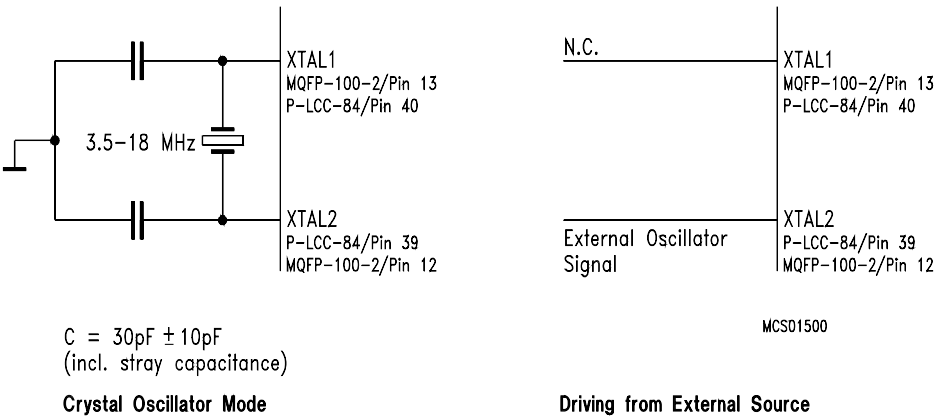 XTAL1
MQFP-100-2/Pin 13
P-LCC-84/Pin 40
3.5-18 MHz
XTAL2
P-LCC-84/Pin 39
MQFP-100-2/Pin 12
C = 30pF ± 10pF
(incl. stray capacitance)
Crystal Oscillator Mode
N.C.
XTAL1
MQFP-100-2/Pin 13
P-LCC-84/Pin 40
External Oscillator
Signal
XTAL2
P-LCC-84/Pin 39
MQFP-100-2/Pin 12
MCS01500
Driving from External Source